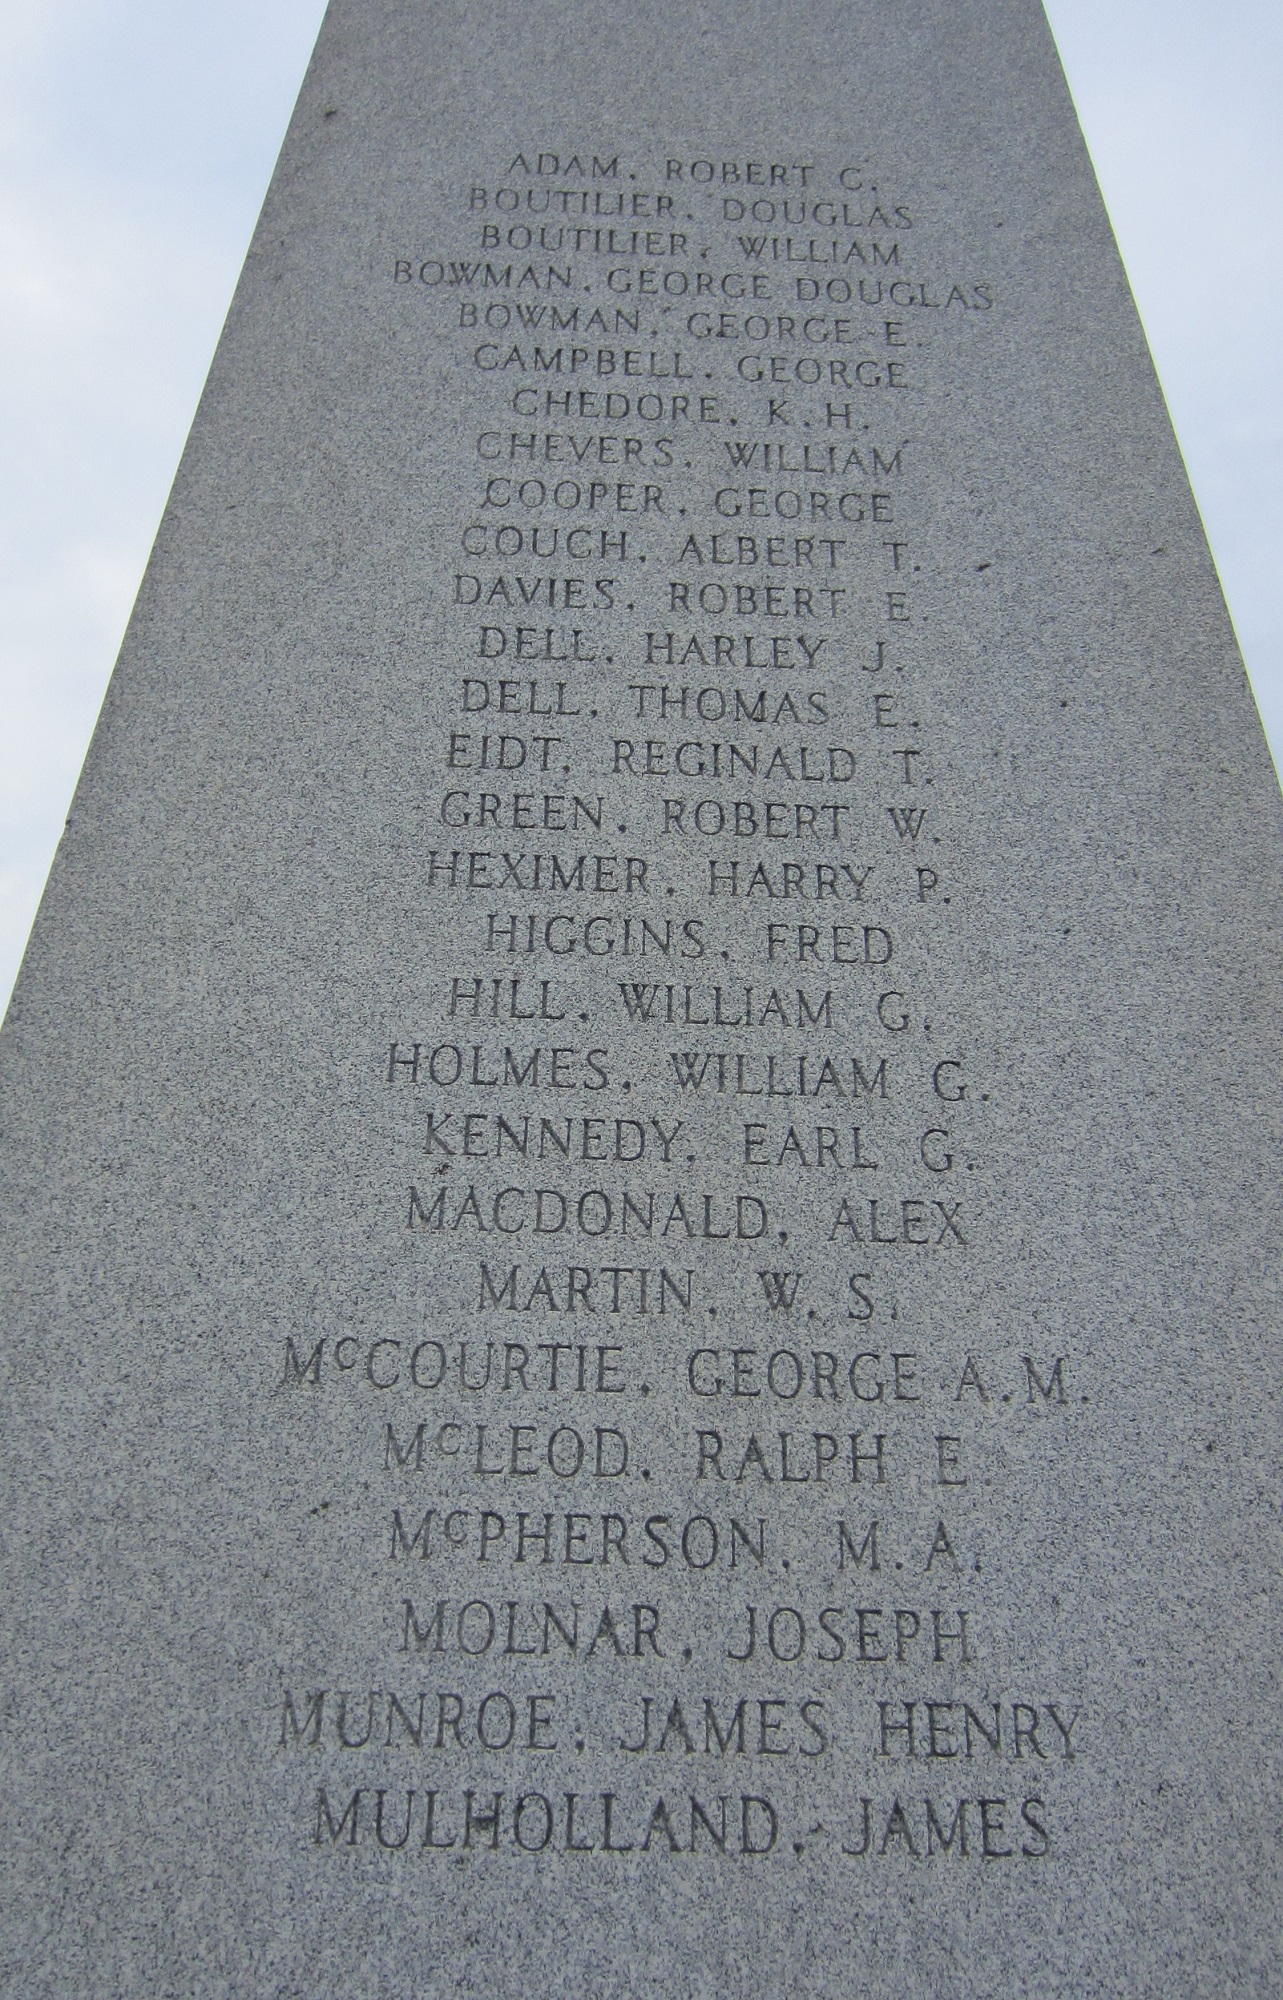 ADAM, ROBERT C.
BOUTILIER, DOUGLAS
BOUTILIER, WILLIAM
BOWMAN, GEORGE DOUGLAS
BOWMAN, GEORGE E.
CAMPBELL, GEORGE
CHEDORE, K.H.
CHEVERS, WILLIAM
COOPER, GEORGE
COUCH, ALBERT T.
DAVIES, ROBERT E.
DELL, HARLEY J.
DELL, THOMAS E.
EIDT, REGINALD T.
GREEN, ROBERT W.
HEXIMER, HARRY P.
HIGGINS, FRED
HILL, WILLIAM G.
HOLMES, WILLIAM G.
KENNEDY, EARL G.
MACDONALD, ALEX
MARTIN, W. S.
MCCOURTIE, GEORGE A.M.
MCLEOD, RALPH E.
MCPHERSON, M. A.
MOLNAR, JOSEPH
MUNROE, JAMES HENRY
MULHOLLAND, JAMES